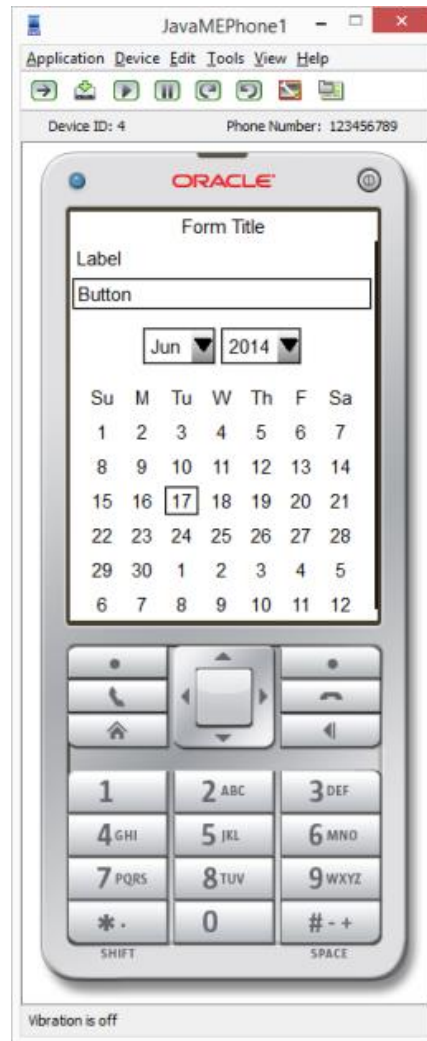 JavaMEPhone1
Application Device Edit Tools View Help
Device ID: 4 Phone Number: 123456789
ORACLE
Form Title
Label
Button
Jun 2014
Su M Tu W Th F Sa
1 2 3 4 5 6 7
8 9 10 11 12 13 14
15 16 17 18 19 20 21
22 23 24 25 26 27 28
29 30 1 2 3 4 5
6 7 8 9 10 11 12
1 2 ABC 3 DEF
4 GHI 5 JKL 6 MNO
7 PQRS 8 TUV 9 WXYZ
* . 0 # - +
SHIFT SPACE
Vibration is off